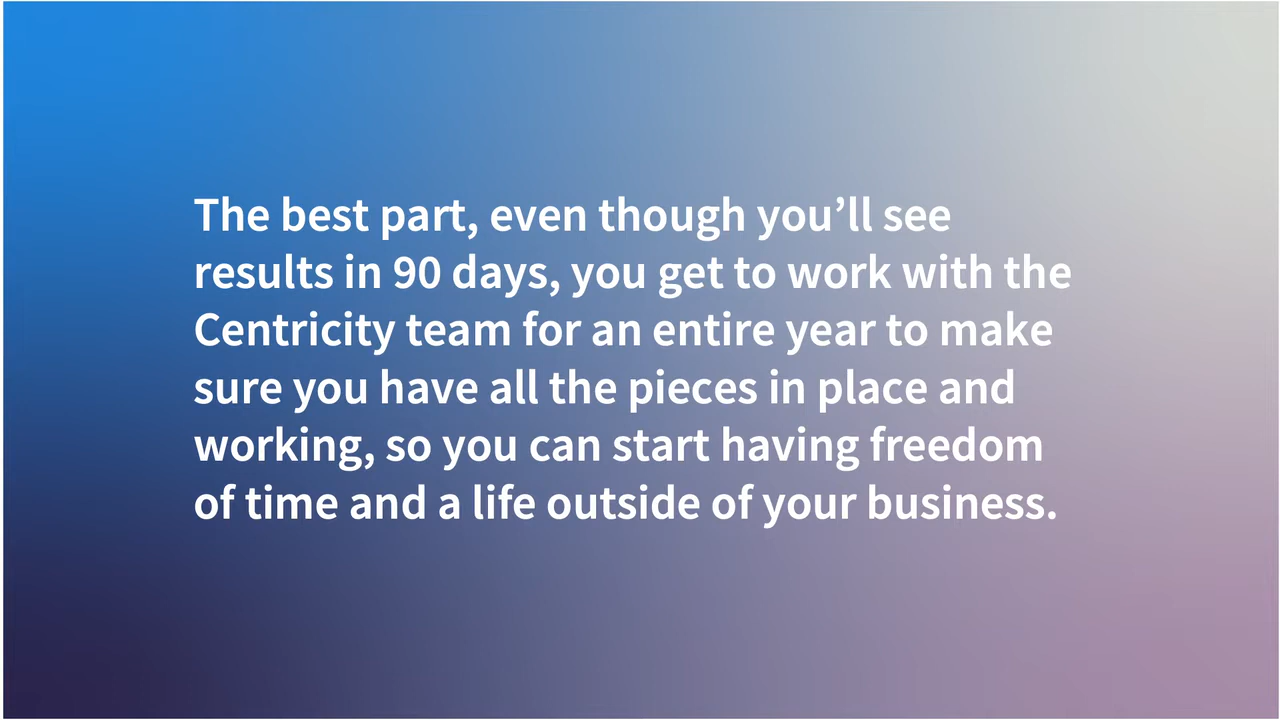 The best part, even though you’ll see
results in 90 days, you get to work with the
Centricity team for an entire year to make
sure you have all the pieces in place and
working, so you can start having freedom
of time and a life outside of your business.